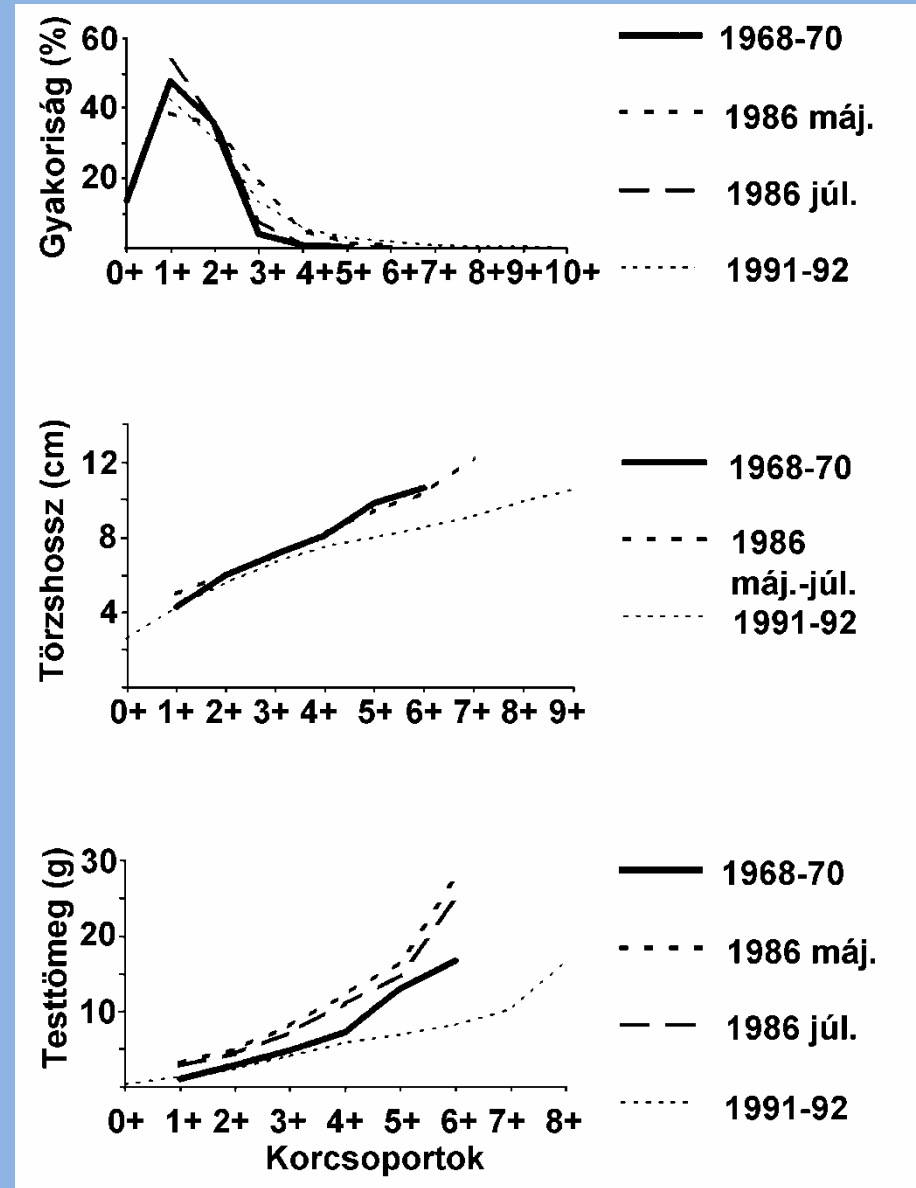 Gyakoriság (%)
60
40
20
0+ 1+ 2+ 3+ 4+ 5+ 6+ 7+ 8+ 9+ 10+
1968-70
1986 máj.
1986 júl.
1991-92
Törzshossz (cm)
12
8
4
0+ 1+ 2+ 3+ 4+ 5+ 6+ 7+ 8+ 9+
1968-70
1986
máj.-júl.
1991-92
Testtömeg (g)
30
20
10
0+ 1+ 2+ 3+ 4+ 5+ 6+ 7+ 8+
Korcsoportok
1968-70
1986 máj.
1986 júl.
1991-92